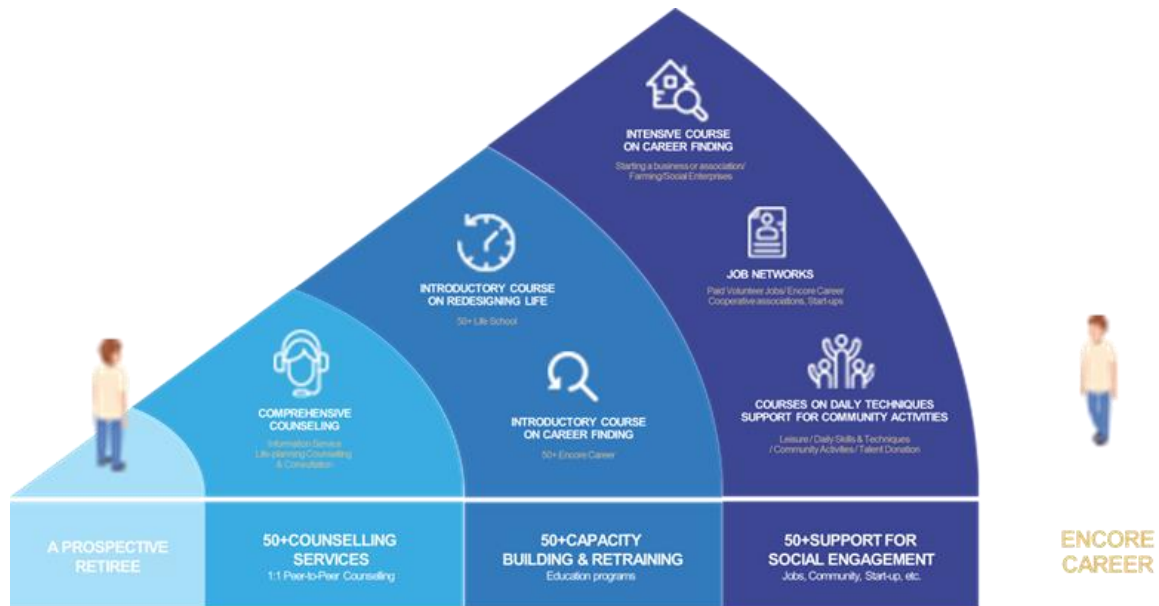 INTENSIVE COURSE
ON CAREER FINDING
Starting a business or association/
Farming/Social Enterprises
INTRODUCTORY COURSE
ON REDESIGNING LIFE
50+ Life School
JOB NETWORKS
Paid Volunteer Jobs/ Encore Career
Cooperative associations, Start-ups
COMPREHENSIVE
COUNSELING
Information Service
Life-planning Counselling
& Consultation
INTRODUCTORY COURSE
ON CAREER FINDING
50+ Encore Career
COURSES ON DAILY TECHNIQUES
SUPPORT FOR COMMUNITY ACTIVITIES
Leisure / Daily Skills & Techniques
/ Community Activities / Talent Donation
A PROSPECTIVE
RETIREE
50+COUNSELLING
SERVICES
1:1 Peer-to-Peer Counselling
50+CAPACITY
BUILDING & RETRAINING
Education programs
50+SUPPORT FOR
SOCIAL ENGAGEMENT
Jobs, Community, Start-up, etc.
ENCORE
CAREER